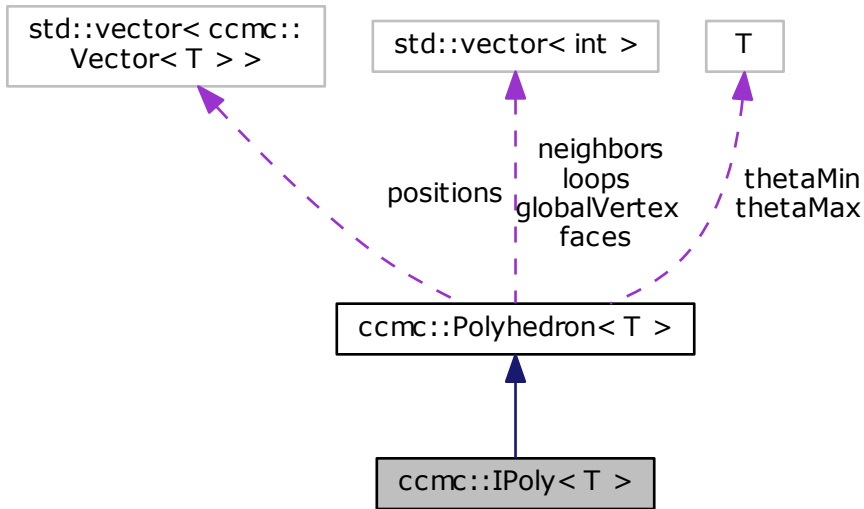 std::vector< ccmc::
Vector< T > >
std::vector< int >
T
positions
neighbors
loops
globalVertex
faces
thetaMin
thetaMax
ccmc::Polyhedron< T >
ccmc::IPoly< T >